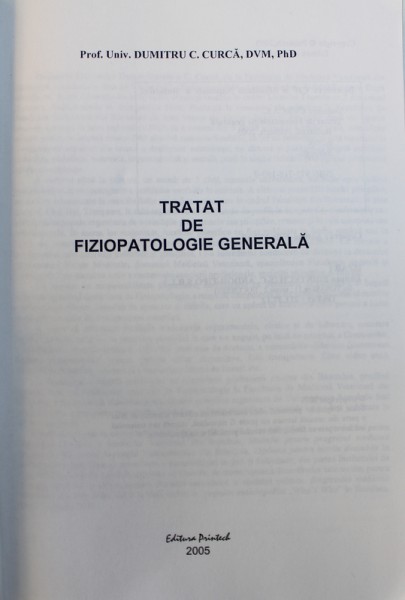 Prof. Univ. DUMITRU C. CURCĂ, DVM, PhD
TRATAT
DE
FIZIOPATOLOGIE GENERALĂ
Editura Printech
2005